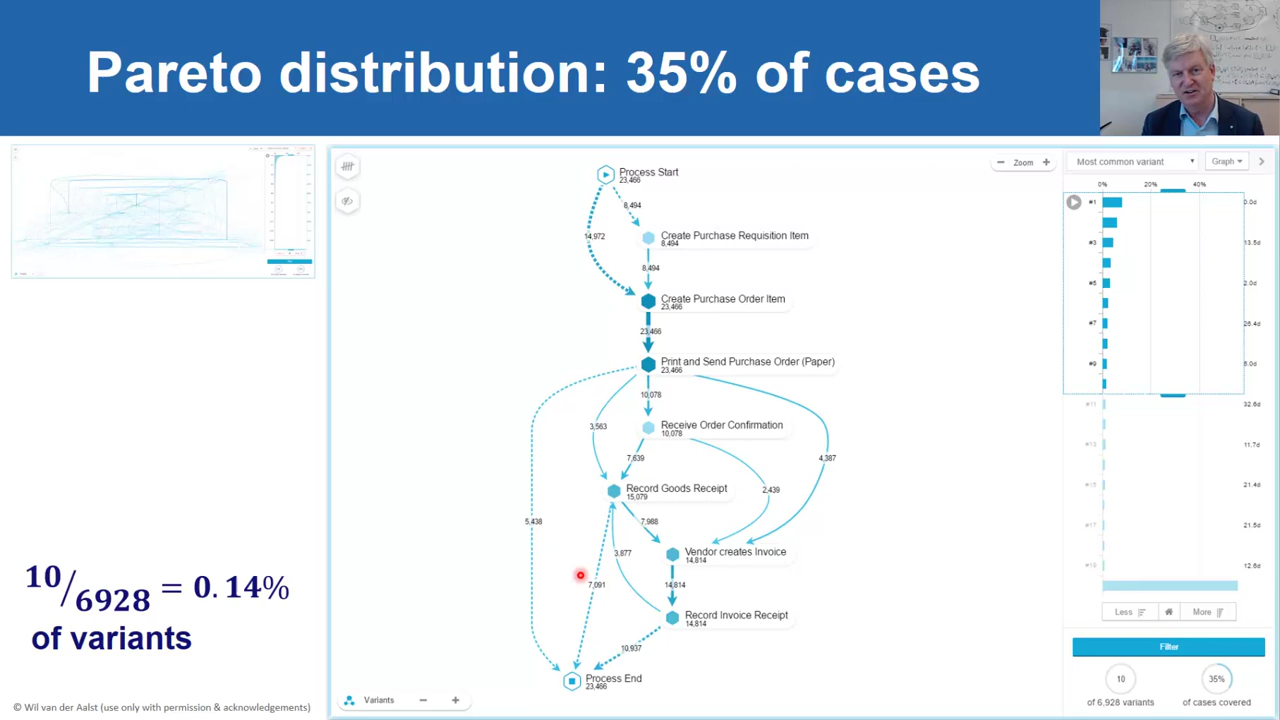 Pareto distribution: 35% of cases
Process Start
23,466
8,494
14,972
Create Purchase Requisition Item
8,494
8,494
Create Purchase Order Item
23,466
23,466
Print and Send Purchase Order (Paper)
23,466
10,078
3,563
Receive Order Confirmation
10,078
7,639
2,439
4,387
Record Goods Receipt
15,079
5,438
7,988
3,877
Vendor creates Invoice
14,814
7,091
14,814
Record Invoice Receipt
14,814
10,937
Process End
23,466
Zoom
Variants
Most common variant
Graph
0%
20%
40%
#1
0.0d
#3
13.5d
#5
2.0d
#7
26.4d
#9
8.0d
#11
32.6d
#13
11.7d
#15
21.4d
#17
21.5d
#19
12.6d
Less
More
Filter
10
35%
of 6,928 variants
of cases covered
10/6928 = 0.14%
of variants
© Wil van der Aalst (use only with permission & acknowledgements)